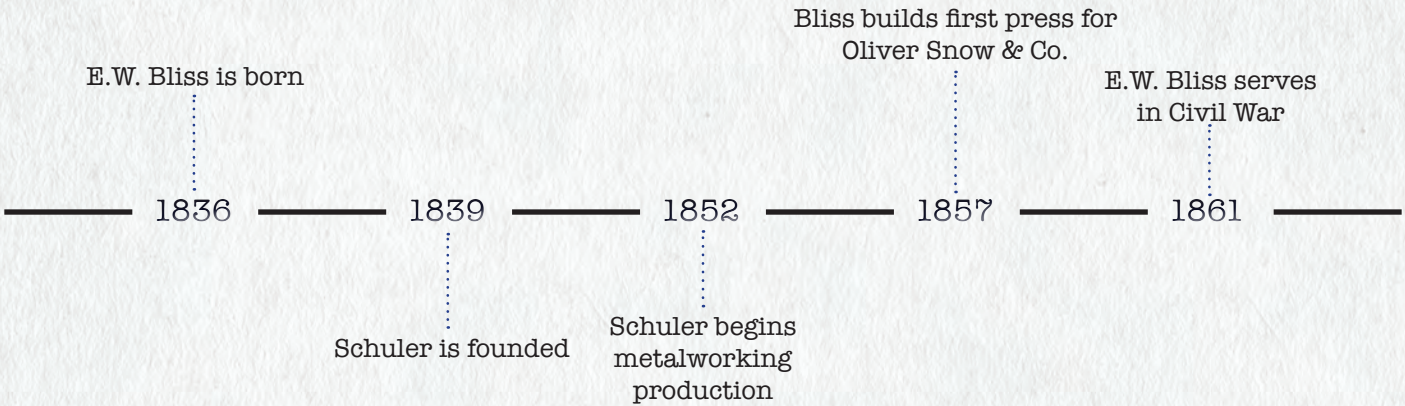 Bliss builds first press for
Oliver Snow & Co.
E.W. Bliss is born
E.W. Bliss serves
in Civil War
1836
1839
1852
1857
1861
Schuler is founded
Schuler begins
metalworking
production